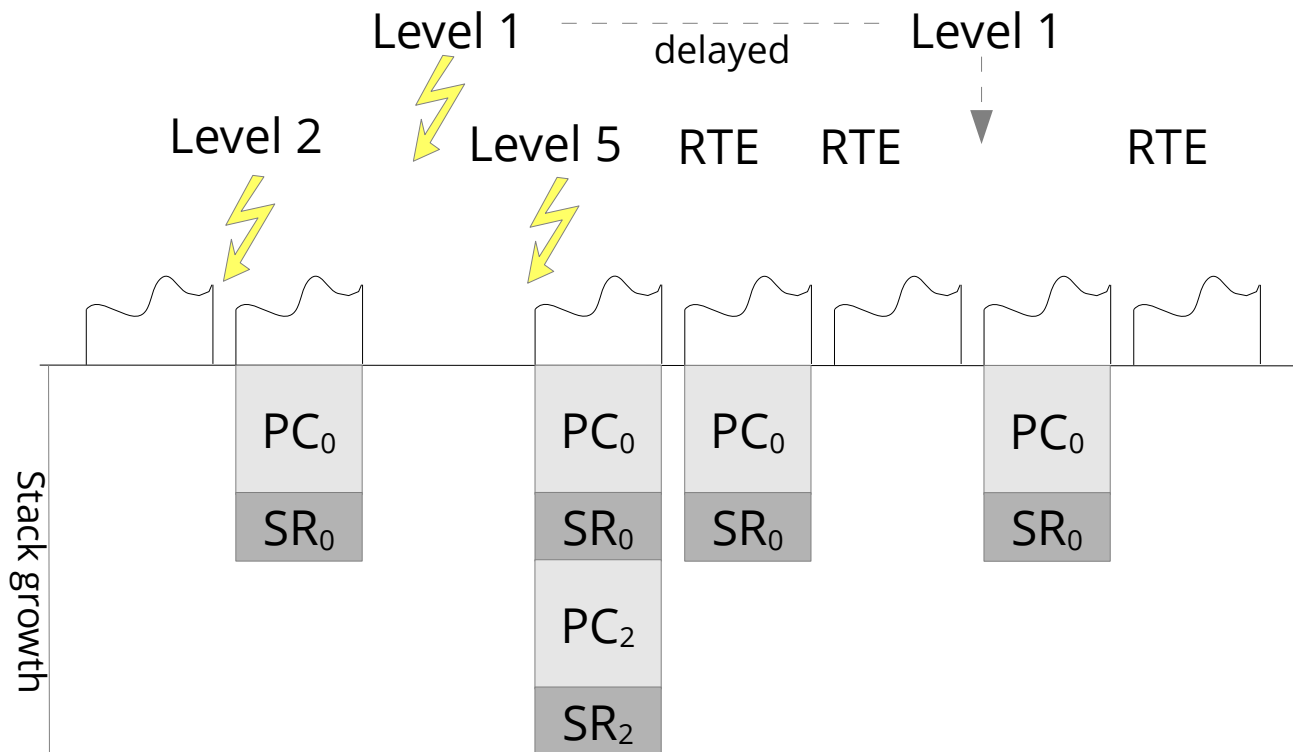 Level 1
Level 1
delayed
Level 2
Level 5
RTE
RTE
RTE
PC₀
PC₀
PC₀
PC₀
SR₀
SR₀
SR₀
SR₀
PC₂
SR₂
Stack growth